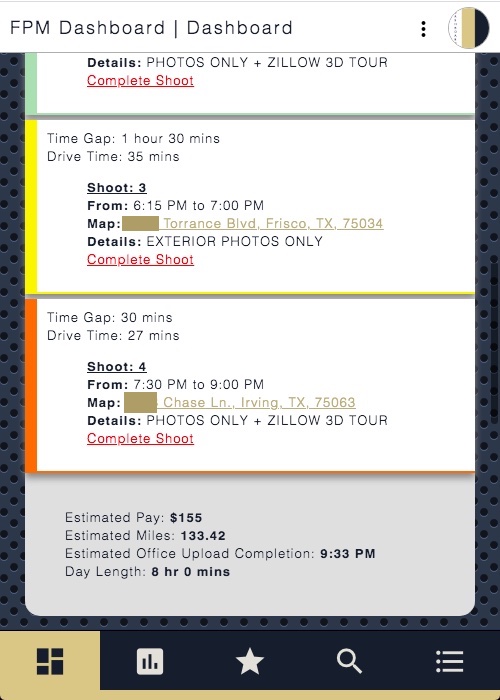 FPM Dashboard | Dashboard
Details: PHOTOS ONLY + ZILLOW 3D TOUR
Complete Shoot
Time Gap: 1 hour 30 mins
Drive Time: 35 mins
Shoot: 3
From: 6:15 PM to 7:00 PM
Map: Torrance Blvd, Frisco, TX, 75034
Details: EXTERIOR PHOTOS ONLY
Complete Shoot
Time Gap: 30 mins
Drive Time: 27 mins
Shoot: 4
From: 7:30 PM to 9:00 PM
Map: Chase Ln., Irving, TX, 75063
Details: PHOTOS ONLY + ZILLOW 3D TOUR
Complete Shoot
Estimated Pay: $155
Estimated Miles: 133.42
Estimated Office Upload Completion: 9:33 PM
Day Length: 8 hr 0 mins